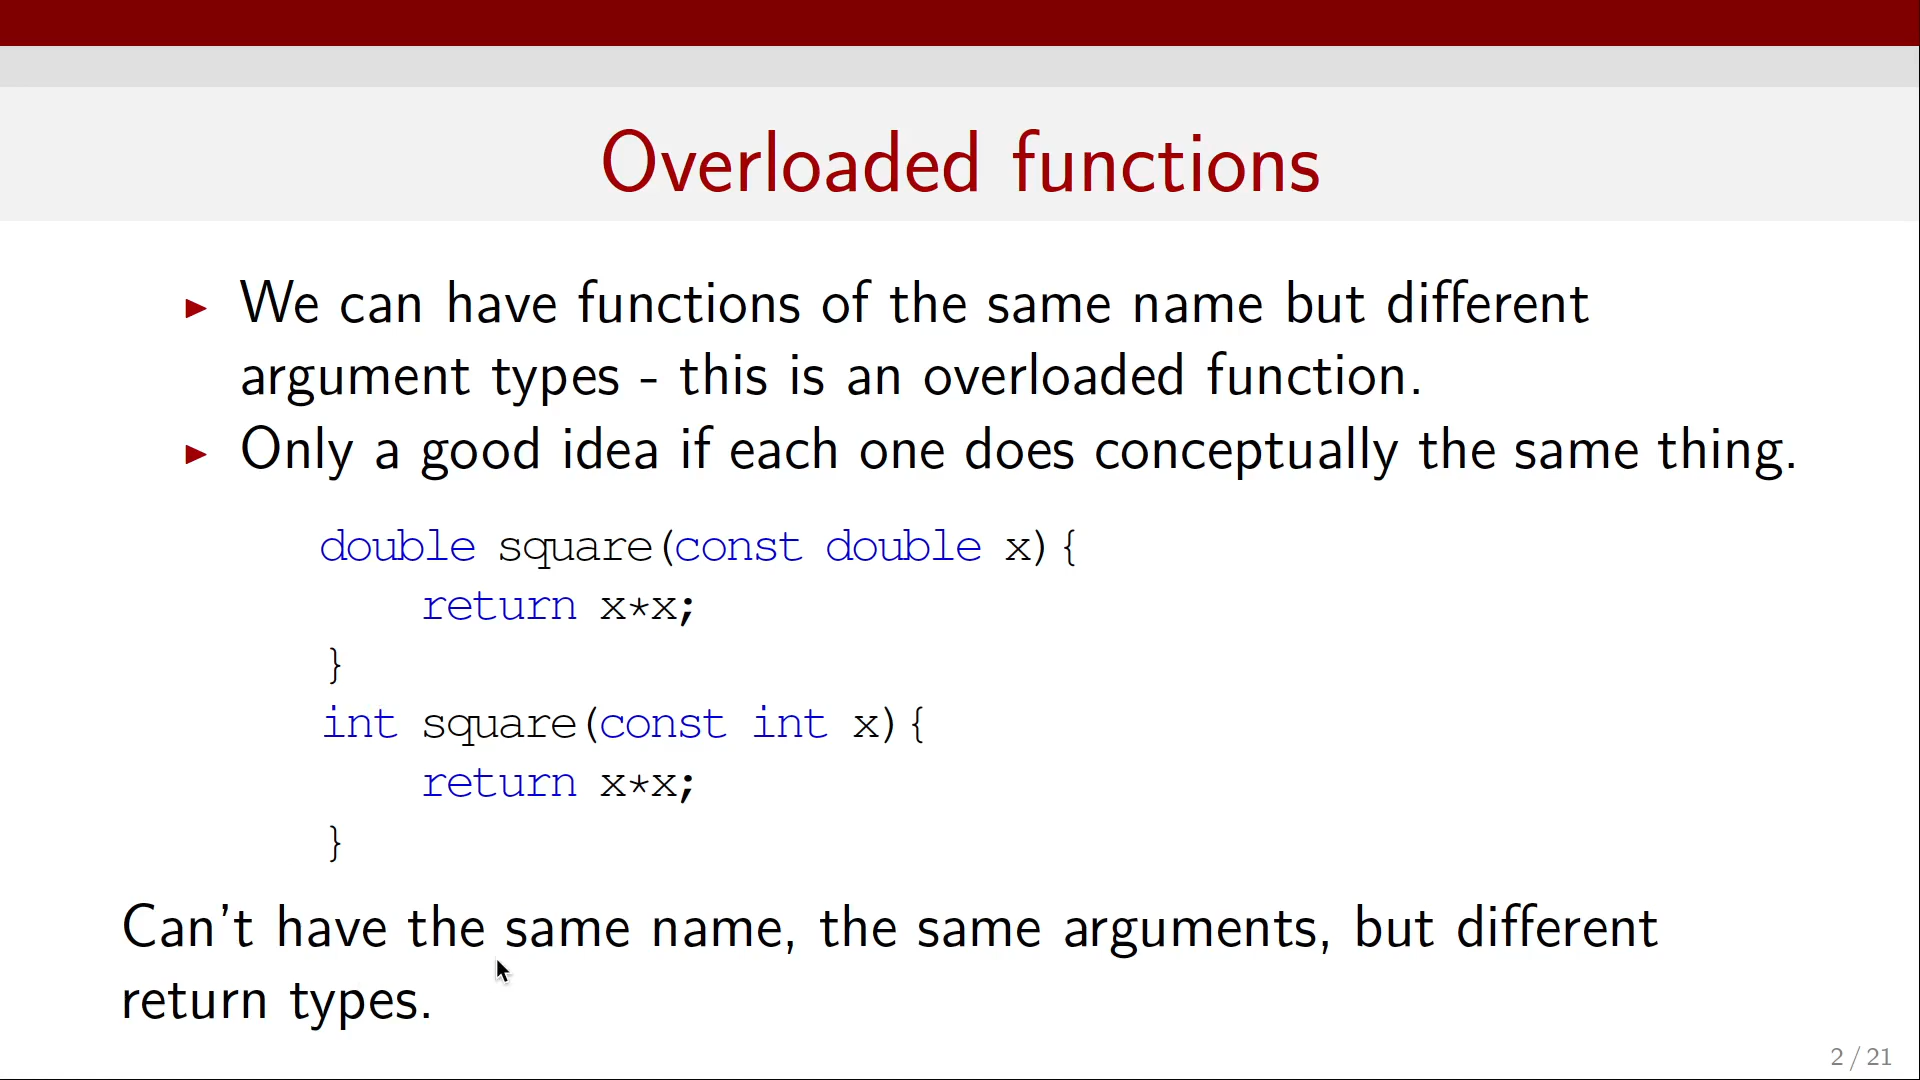 Overloaded functions
We can have functions of the same name but different
argument types - this is an overloaded function.
Only a good idea if each one does conceptually the same thing.
double square(const double x){
return x*x;
}
int square(const int x){
return x*x;
}
Can't have the same name, the same arguments, but different
return types.
2 / 21